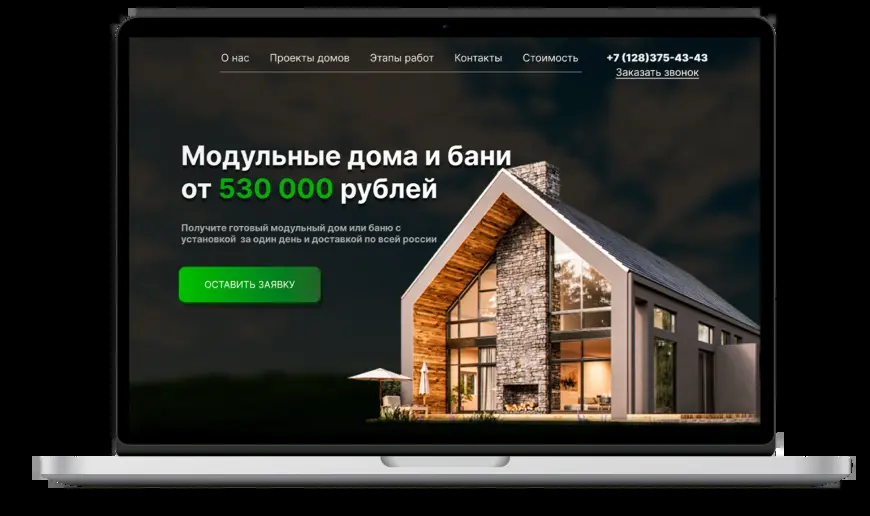 О нас Проекты домов Этапы работ Контакты Стоимость +7 (128)375-43-43
Заказать звонок
Модульные дома и бани
от 530 000 рублей
Получите готовый модульный дом или баню с
установкой за один день и доставкой по всей россии
ОСТАВИТЬ ЗАЯВКУ